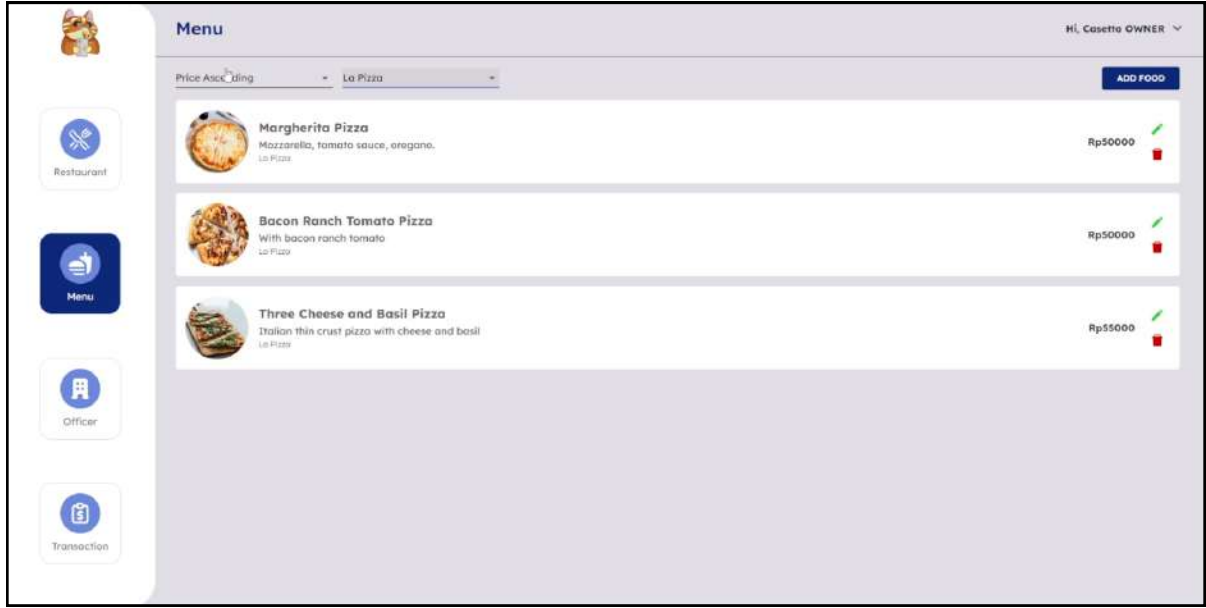 Menu
Hi, Casetta OWNER
Price Ascending
La Pizza
ADD FOOD
Restaurant
Margherita Pizza
Mozzarella, tomato sauce, oregano.
La Pizza
Rp50000
Bacon Ranch Tomato Pizza
With bacon ranch tomato
La Pizza
Rp50000
Menu
Three Cheese and Basil Pizza
Italian thin crust pizza with cheese and basil
La Pizza
Rp55000
Officer
Transaction